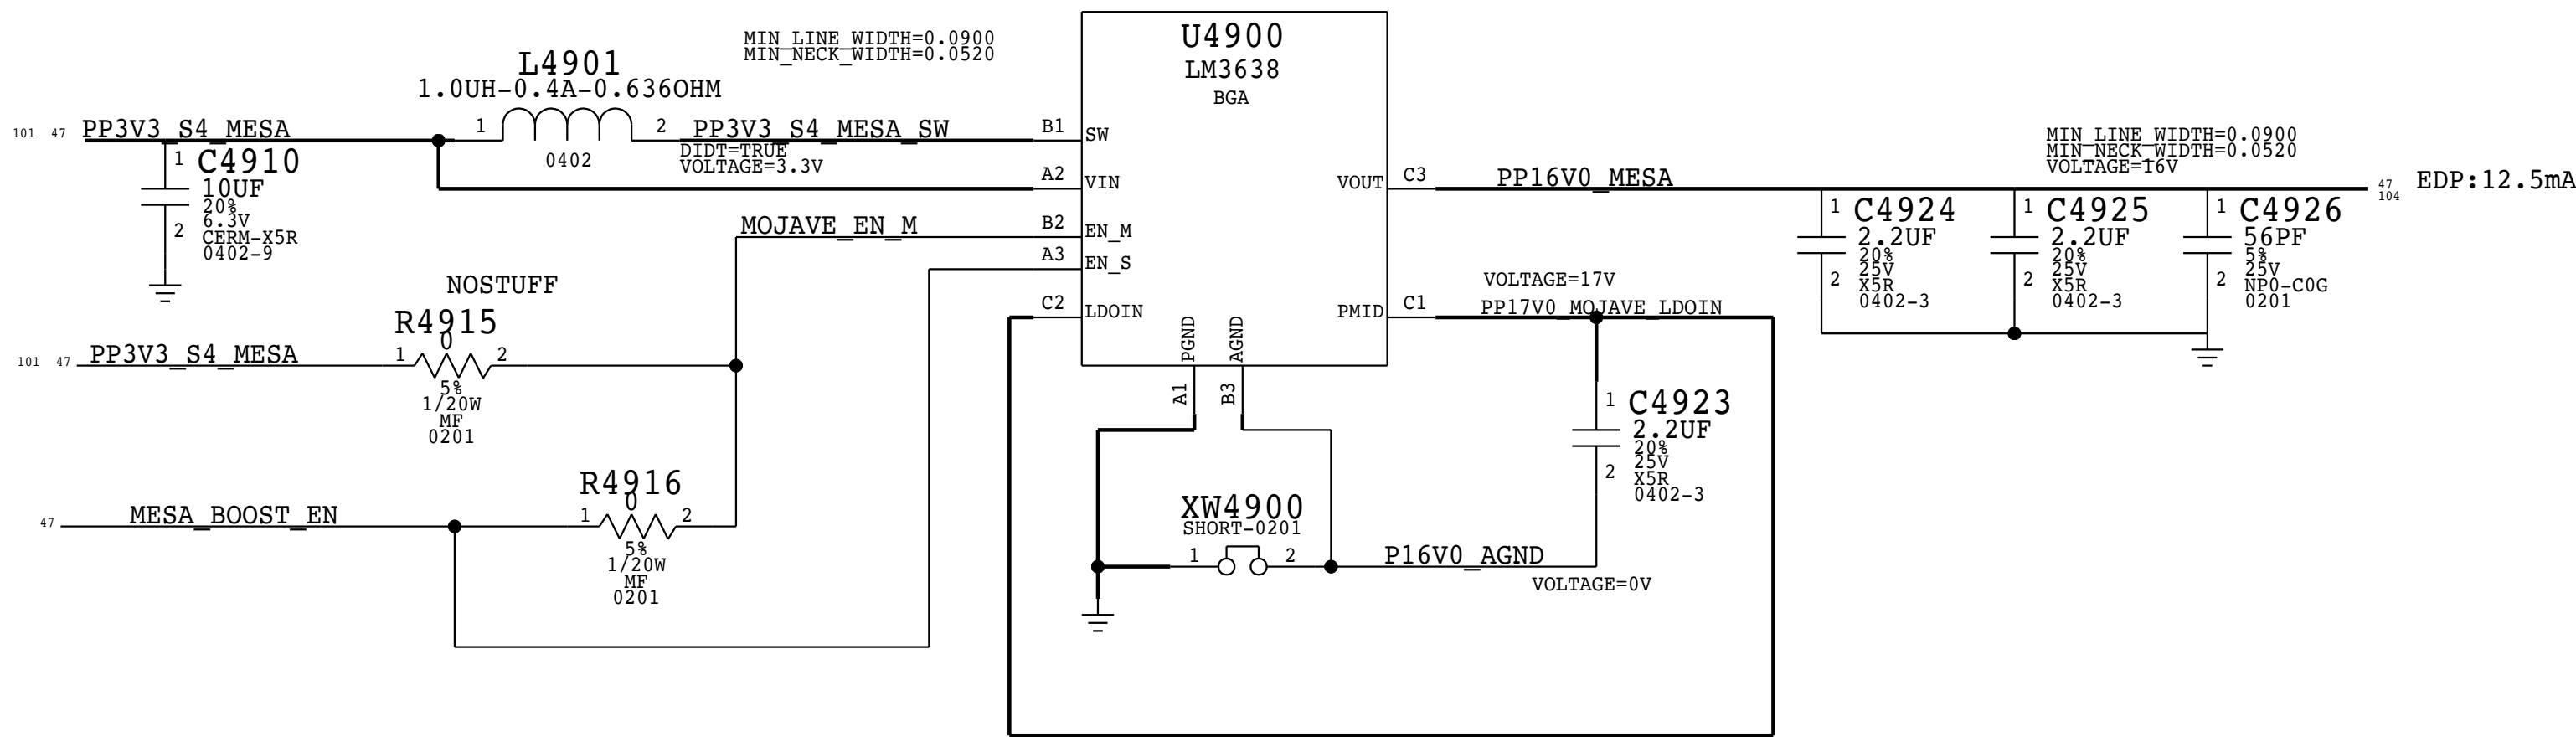 U4900
LM3638
BGA
MIN_LINE_WIDTH=0.0900
MIN_NECK_WIDTH=0.0520
L4901
1.0UH-0.4A-0.636OHM
101 47 PP3V3_S4_MESA
1 2
0402
PP3V3_S4_MESA_SW
DIDT=TRUE
VOLTAGE=3.3V
B1 SW
A2 VIN
B2 EN_M
A3 EN_S
C2 LDOIN
VOUT C3
PMID C1
PGND A1
AGND B3
1 C4910
10UF
20%
6.3V
2 CERM-X5R
0402-9
MOJAVE_EN_M
NOSTUFF
R4915
0
101 47 PP3V3_S4_MESA
1 2
5%
1/20W
MF
0201
R4916
0
47 MESA_BOOST_EN
1 2
5%
1/20W
MF
0201
PP16V0_MESA
MIN_LINE_WIDTH=0.0900
MIN_NECK_WIDTH=0.0520
VOLTAGE=16V
47
104
EDP:12.5mA
1 C4924
2.2UF
20%
25V
2 X5R
0402-3
1 C4925
2.2UF
20%
25V
2 X5R
0402-3
1 C4926
56PF
5%
25V
2 NP0-C0G
0201
VOLTAGE=17V
PP17V0_MOJAVE_LDOIN
1 C4923
2.2UF
20%
25V
2 X5R
0402-3
XW4900
SHORT-0201
1 2
P16V0_AGND
VOLTAGE=0V